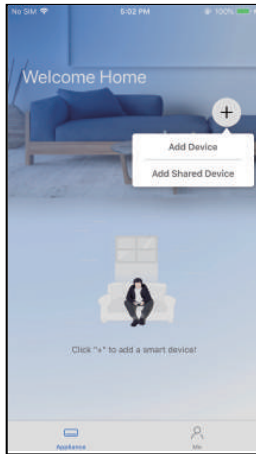 No SIM
5:02 PM
100%
Welcome Home
+
Add Device
Add Shared Device
Click "+" to add a smart device!
Appliance
Me